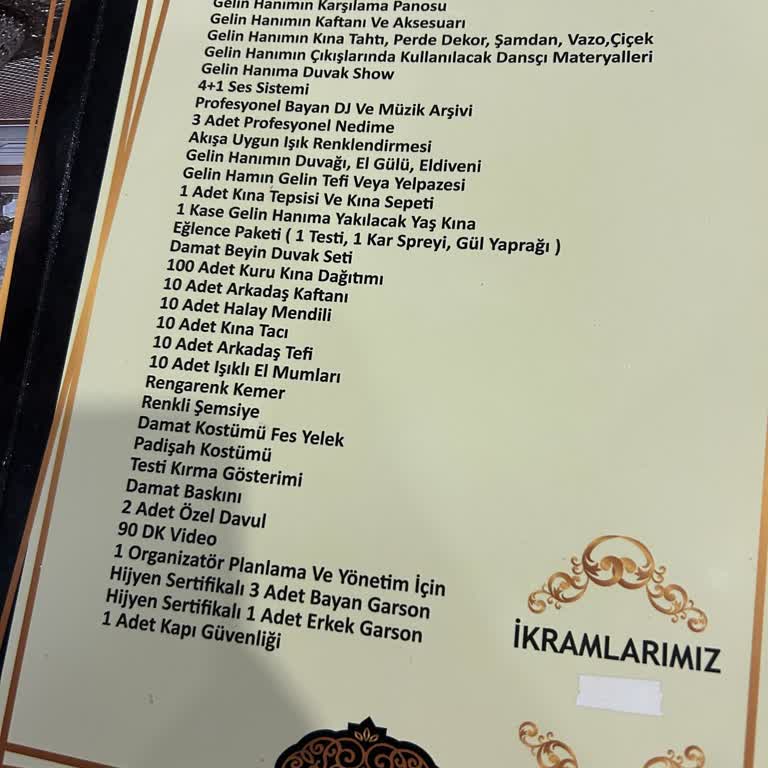 Gelin Hanımın Karşılama Panosu
Gelin Hanımın Kaftanı Ve Aksesuarı
Gelin Hanımın Kına Tahtı, Perde Dekor, Şamdan, Vazo,Çiçek
Gelin Hanımın Çıkışlarında Kullanılacak Dansçı Materyalleri
Gelin Hanıma Duvak Show
4+1 Ses Sistemi
Profesyonel Bayan DJ Ve Müzik Arşivi
3 Adet Profesyonel Nedime
Akışa Uygun Işık Renklendirmesi
Gelin Hanımın Duvağı, El Gülü, Eldiveni
Gelin Hamın Gelin Tefi Veya Yelpazesi
1 Adet Kına Tepsisi Ve Kına Sepeti
1 Kase Gelin Hanıma Yakılacak Yaş Kına
Eğlence Paketi ( 1 Testi, 1 Kar Spreyi, Gül Yaprağı )
Damat Beyin Duvak Seti
100 Adet Kuru Kına Dağıtımı
10 Adet Arkadaş Kaftanı
10 Adet Halay Mendili
10 Adet Kına Tacı
10 Adet Arkadaş Tefi
10 Adet Işıklı El Mumları
Rengarenk Kemer
Renkli Şemsiye
Damat Kostümü Fes Yelek
Padişah Kostümü
Testi Kırma Gösterimi
Damat Baskını
2 Adet Özel Davul
90 DK Video
1 Organizatör Planlama Ve Yönetim İçin
Hijyen Sertifikalı 3 Adet Bayan Garson
Hijyen Sertifikalı 1 Adet Erkek Garson
1 Adet Kapı Güvenliği
İKRAMLARIMIZ